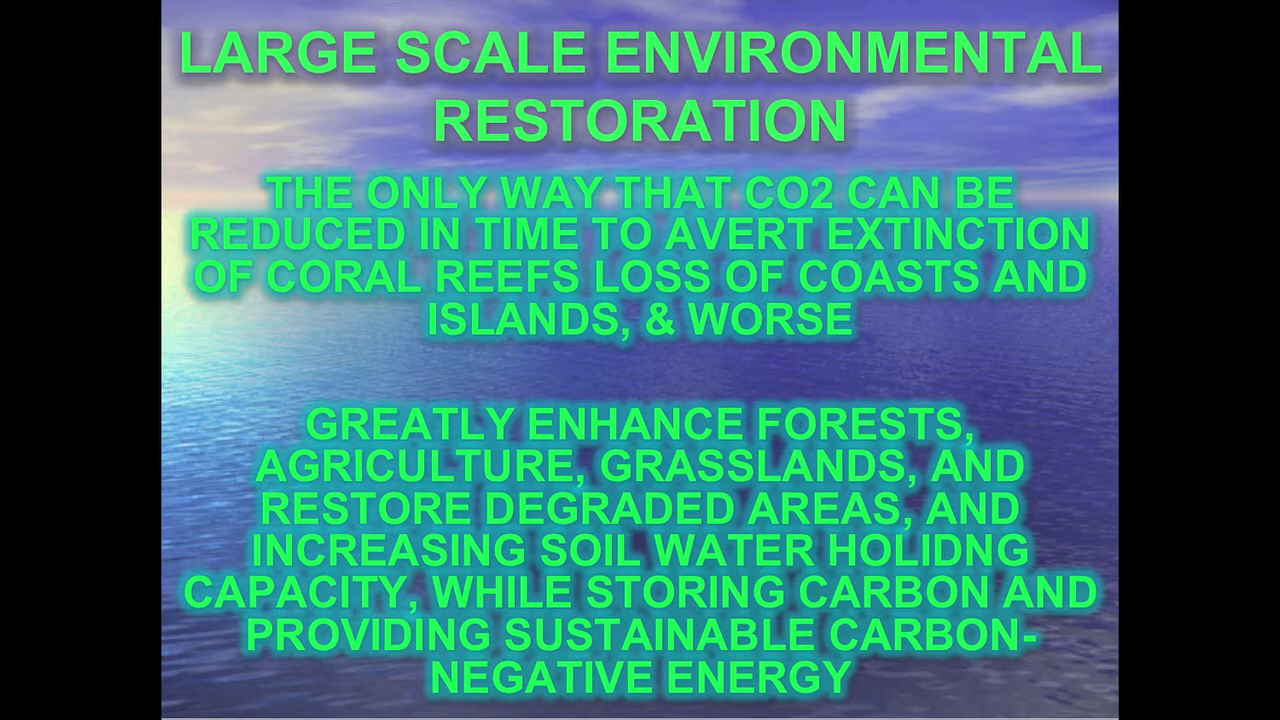 LARGE SCALE ENVIRONMENTAL
RESTORATION
THE ONLY WAY THAT CO2 CAN BE
REDUCED IN TIME TO AVERT EXTINCTION
OF CORAL REEFS LOSS OF COASTS AND
ISLANDS, & WORSE
GREATLY ENHANCE FORESTS,
AGRICULTURE, GRASSLANDS, AND
RESTORE DEGRADED AREAS, AND
INCREASING SOIL WATER HOLIDNG
CAPACITY, WHILE STORING CARBON AND
PROVIDING SUSTAINABLE CARBON-
NEGATIVE ENERGY